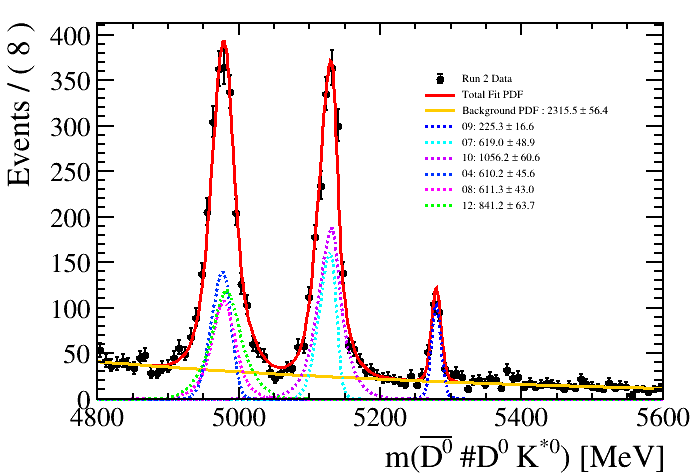 Events / ( 8 )
400
350
300
250
200
150
100
50
0
4800
5000
5200
5400
5600
m(D⁰ #D⁰ K*⁰) [MeV]
Run 2 Data
Total Fit PDF
Background PDF : 2315.5 ± 56.4
09: 225.3 ± 16.6
07: 619.0 ± 48.9
10: 1056.2 ± 60.6
04: 610.2 ± 45.6
08: 611.3 ± 43.0
12: 841.2 ± 63.7